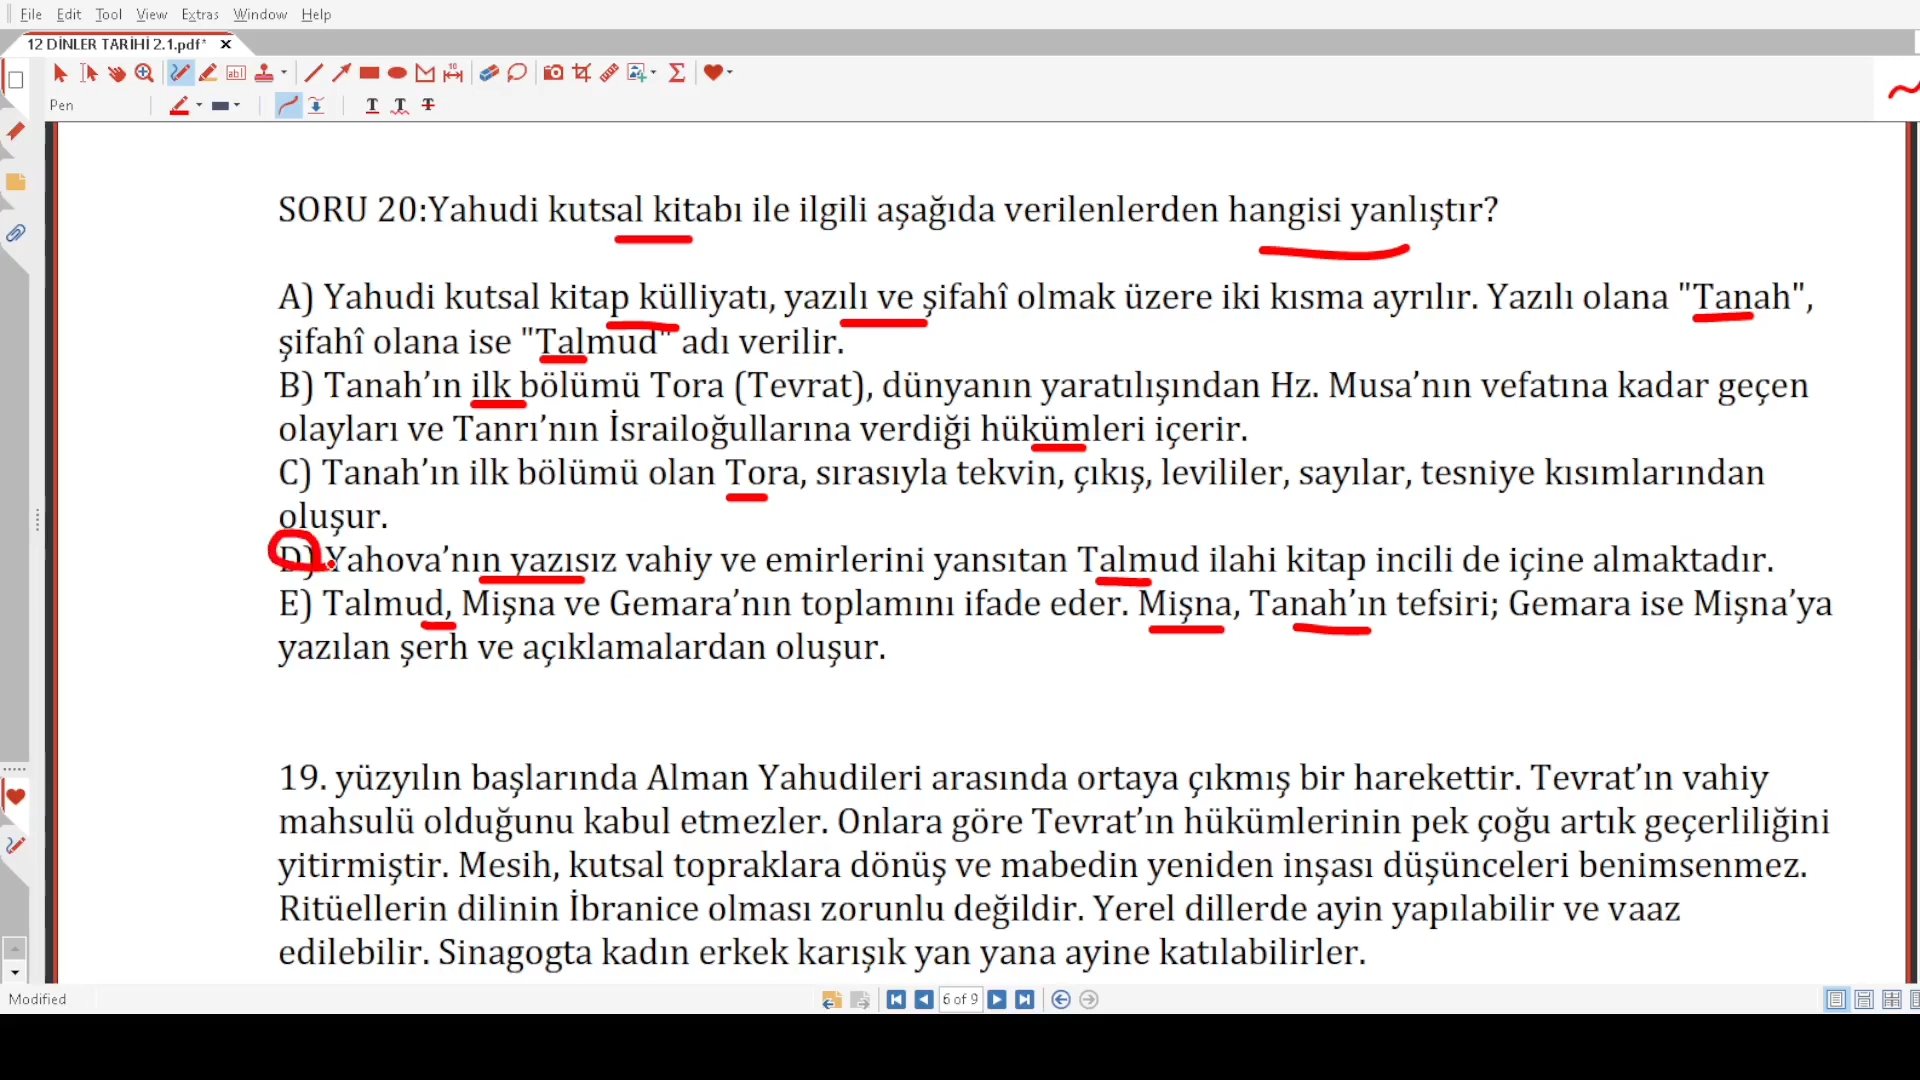 File Edit Tool View Extras Window Help
12 DİNLER TARİHİ 2.1.pdf* X
Pen
SORU 20:Yahudi kutsal kitabı ile ilgili aşağıda verilenlerden hangisi yanlıştır?
A) Yahudi kutsal kitap külliyatı, yazılı ve şifahî olmak üzere iki kısma ayrılır. Yazılı olana "Tanah",
şifahî olana ise "Talmud" adı verilir.
B) Tanah’ın ilk bölümü Tora (Tevrat), dünyanın yaratılışından Hz. Musa’nın vefatına kadar geçen
olayları ve Tanrı’nın İsrailoğullarına verdiği hükümleri içerir.
C) Tanah’ın ilk bölümü olan Tora, sırasıyla tekvin, çıkış, levililer, sayılar, tesniye kısımlarından
oluşur.
D) Yahova’nın yazısız vahiy ve emirlerini yansıtan Talmud ilahi kitap incili de içine almaktadır.
E) Talmud, Mişna ve Gemara’nın toplamını ifade eder. Mişna, Tanah’ın tefsiri; Gemara ise Mişna’ya
yazılan şerh ve açıklamalardan oluşur.
19. yüzyılın başlarında Alman Yahudileri arasında ortaya çıkmış bir harekettir. Tevrat’ın vahiy
mahsulü olduğunu kabul etmezler. Onlara göre Tevrat’ın hükümlerinin pek çoğu artık geçerliliğini
yitirmiştir. Mesih, kutsal topraklara dönüş ve mabedin yeniden inşası düşünceleri benimsenmez.
Ritüellerin dilinin İbranice olması zorunlu değildir. Yerel dillerde ayin yapılabilir ve vaaz
edilebilir. Sinagogta kadın erkek karışık yan yana ayine katılabilirler.
Modified 6 of 9